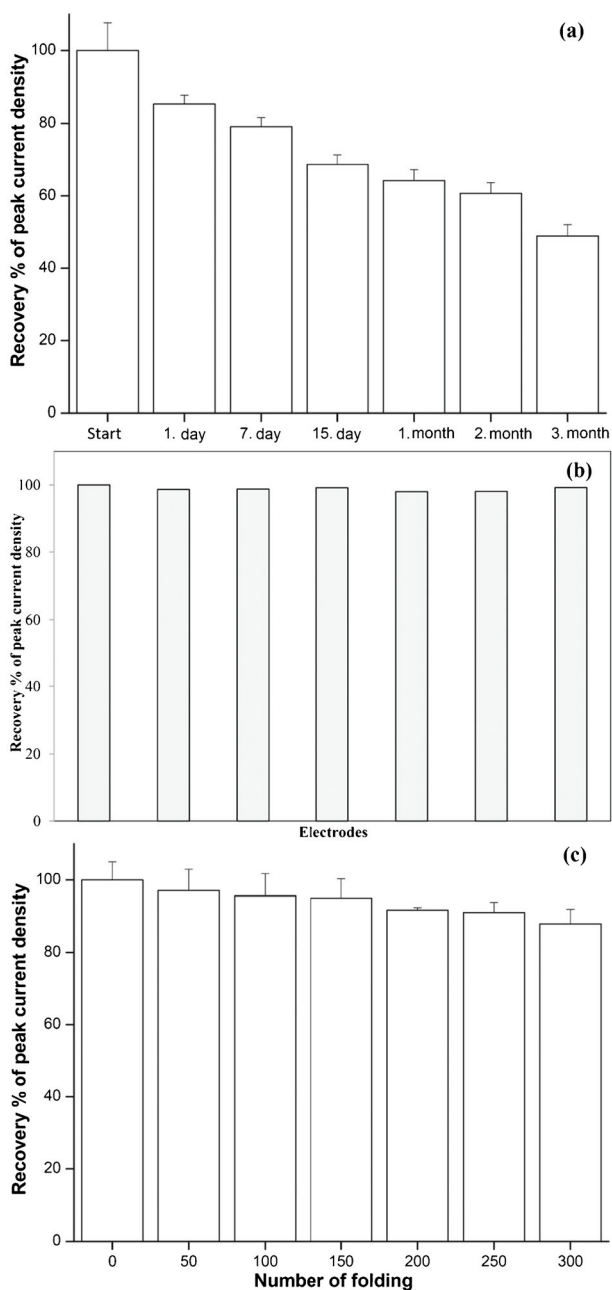 (a)
Recovery % of peak current density
100
80
60
40
20
0
Start 1. day 7. day 15. day 1. month 2. month 3. month
(b)
Recovery % of peak current density
100
80
60
40
20
0
Electrodes
(c)
Recovery % of peak current density
100
80
60
40
20
0
0 50 100 150 200 250 300
Number of folding